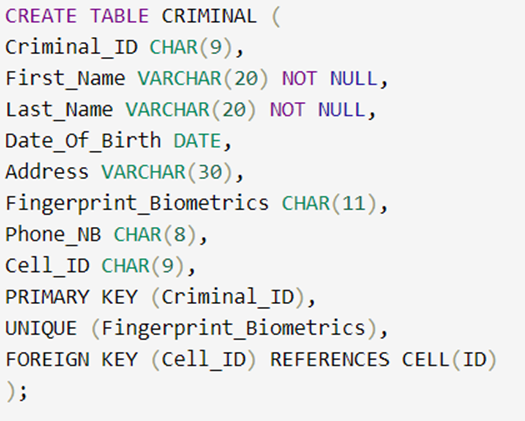 CREATE TABLE CRIMINAL (
Criminal_ID CHAR(9),
First_Name VARCHAR(20) NOT NULL,
Last_Name VARCHAR(20) NOT NULL,
Date_Of_Birth DATE,
Address VARCHAR(30),
Fingerprint_Biometrics CHAR(11),
Phone_NB CHAR(8),
Cell_ID CHAR(9),
PRIMARY KEY (Criminal_ID),
UNIQUE (Fingerprint_Biometrics),
FOREIGN KEY (Cell_ID) REFERENCES CELL(ID)
);